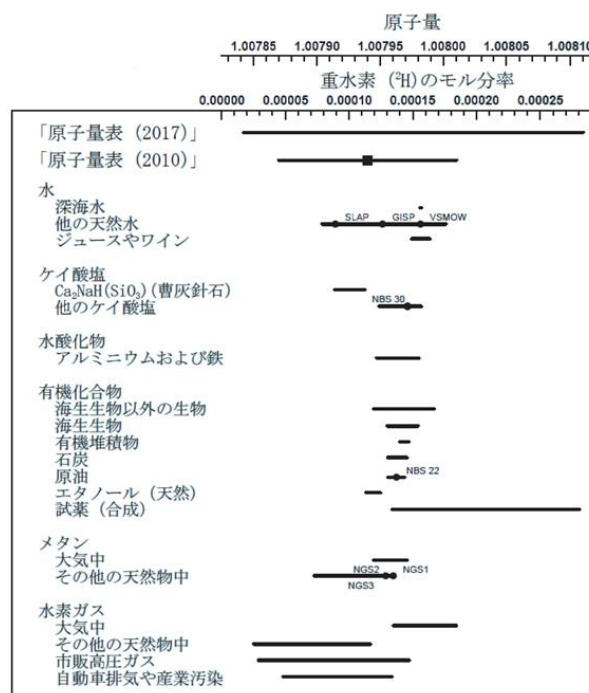 原子量
1.00785 1.00790 1.00795 1.00800 1.00805 1.00810
重水素 (²H) のモル分率
0.00000 0.00005 0.00010 0.00015 0.00020 0.00025
「原子量表 (2017)」
「原子量表 (2010)」
水
深海水
他の天然水
SLAP GISP VSMOW
ジュースやワイン
ケイ酸塩
Ca₂NaH(SiO₃)(曹灰針石)
他のケイ酸塩
NBS 30
水酸化物
アルミニウムおよび鉄
有機化合物
海生生物以外の生物
海生生物
有機堆積物
石炭
原油
NBS 22
エタノール (天然)
試薬 (合成)
メタン
大気中
その他の天然物中
NGS2 NGS1
NGS3
水素ガス
大気中
その他の天然物中
市販高圧ガス
自動車排気や産業汚染